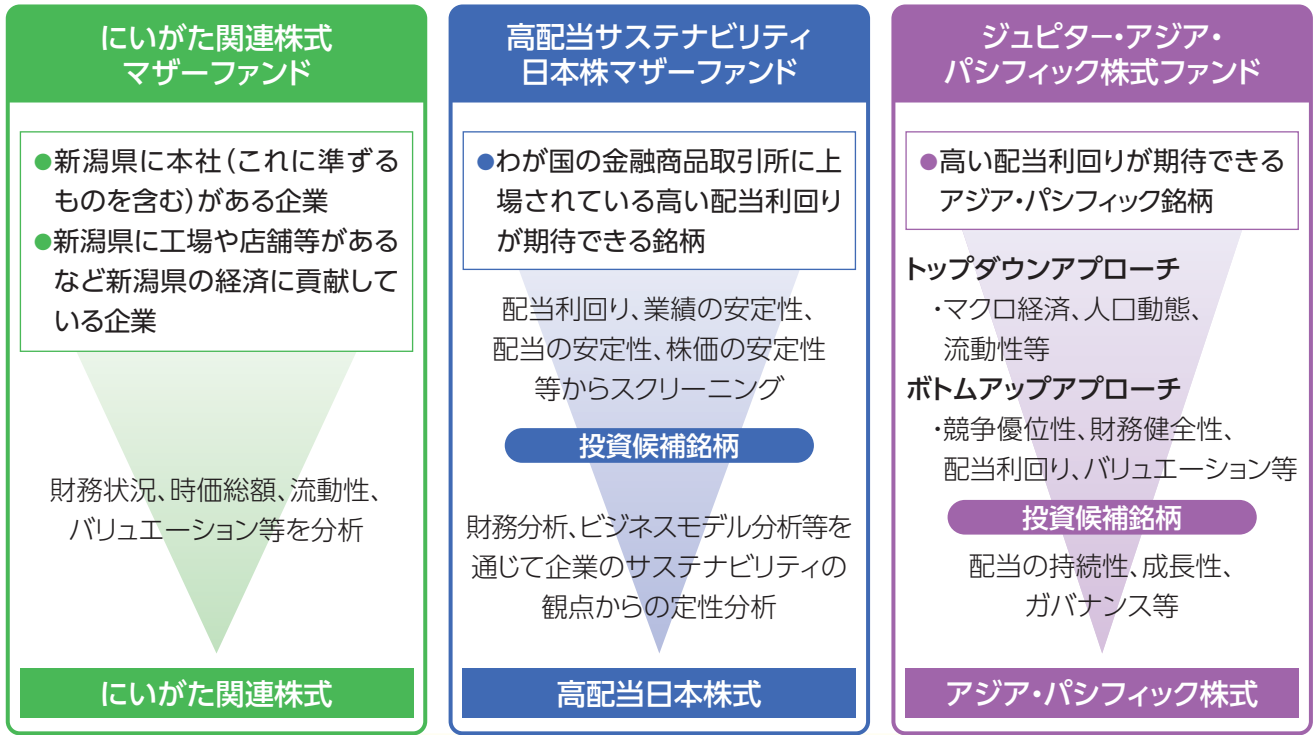 にいがた関連株式
マザーファンド
●新潟県に本社(これに準ずる
ものを含む)がある企業
●新潟県に工場や店舗等がある
など新潟県の経済に貢献して
いる企業
財務状況、時価総額、流動性、
バリュエーション等を分析
にいがた関連株式
高配当サステナビリティ
日本株マザーファンド
●わが国の金融商品取引所に上
場されている高い配当利回り
が期待できる銘柄
配当利回り、業績の安定性、
配当の安定性、株価の安定性
等からスクリーニング
投資候補銘柄
財務分析、ビジネスモデル分析等を
通じて企業のサステナビリティの
観点からの定性分析
高配当日本株式
ジュピター・アジア・
パシフィック株式ファンド
●高い配当利回りが期待できる
アジア・パシフィック銘柄
トップダウンアプローチ
・マクロ経済、人口動態、
流動性等
ボトムアップアプローチ
・競争優位性、財務健全性、
配当利回り、バリュエーション等
投資候補銘柄
配当の持続性、成長性、
ガバナンス等
アジア・パシフィック株式